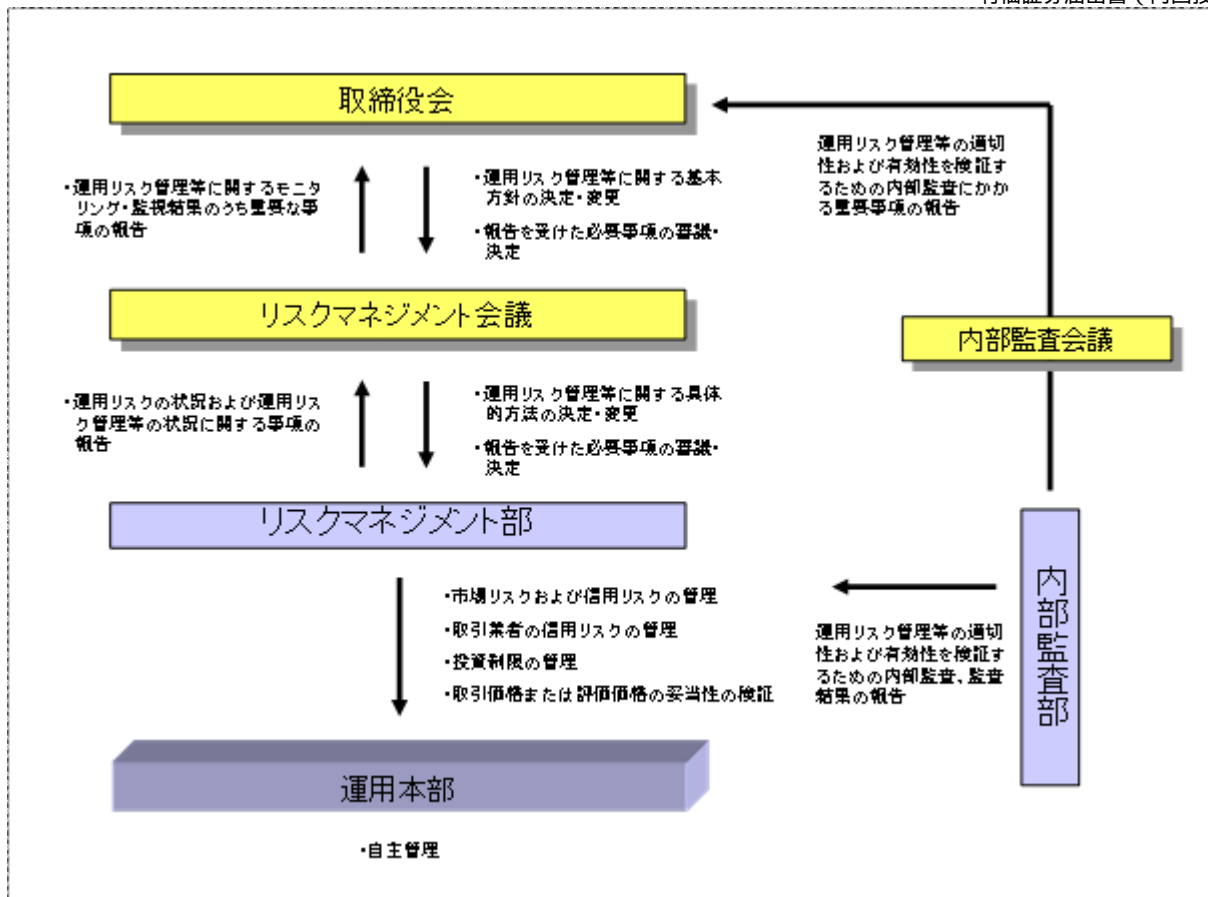 取締役会
・運用リスク管理等に関するモニタ
リング・監視結果のうち重要な事
項の報告
・運用リスク管理等に関する基本
方針の決定・変更
・報告を受けた必要事項の審議・
決定
運用リスク管理等の適切
性および有効性を検証す
るための内部監査にかか
る重要事項の報告
リスクマネジメント会議
内部監査会議
・運用リスクの状況および運用リス
ク管理等の状況に関する事項の
報告
・運用リスク管理等に関する具体
的方法の決定・変更
・報告を受けた必要事項の審議・
決定
リスクマネジメント部
内部監査部
・市場リスクおよび信用リスクの管理
・取引業者の信用リスクの管理
・投資制限の管理
・取引価格または評価価格の妥当性の検証
運用リスク管理等の適切
性および有効性を検証す
るための内部監査、監査
結果の報告
運用本部
・自主管理